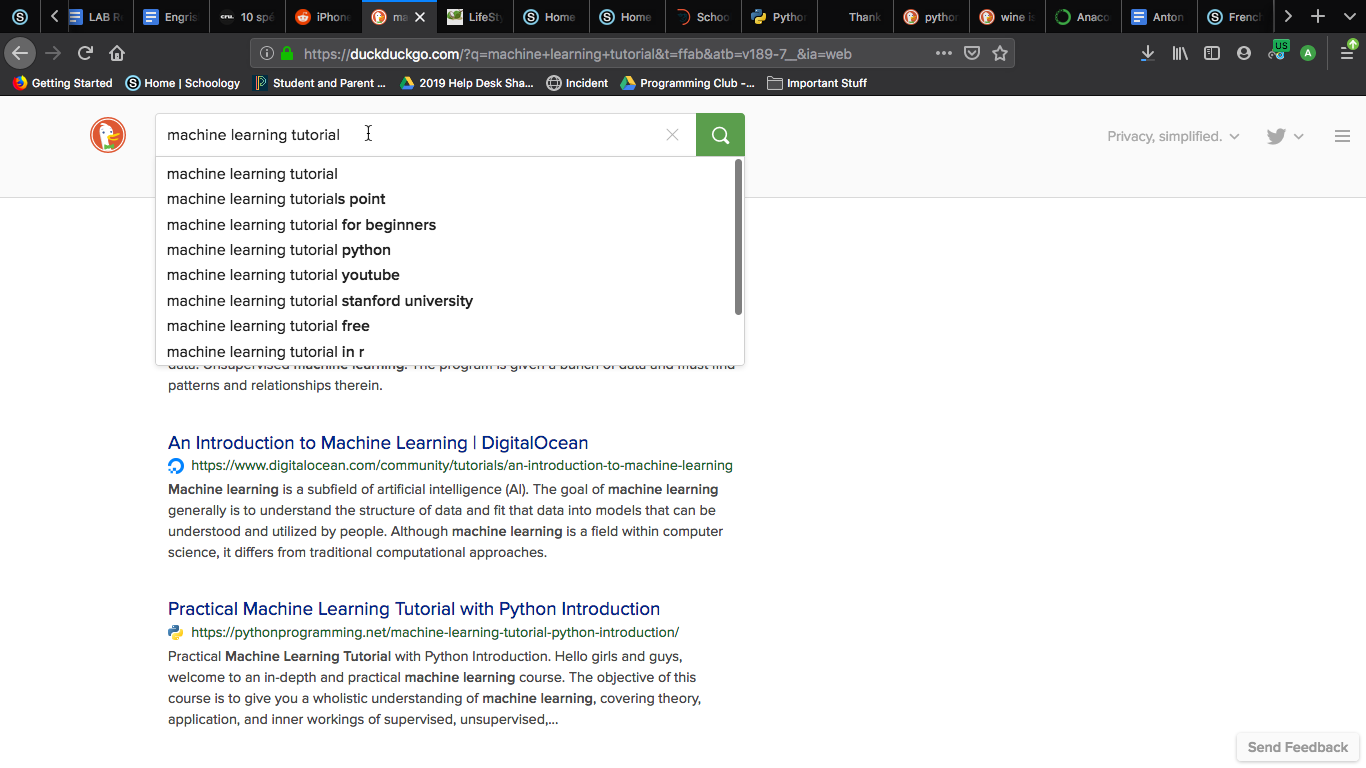 LAB R
Engris
cnu. 10 spé
iPhone
ma
LifeSty
Home
Home
Schoo
Python
Thank
python
wine is
Anaco
Anton
French
https://duckduckgo.com/?q=machine+learning+tutorial&t=ffab&atb=v189-7__&ia=web
US
A
Getting Started
Home | Schoology
Student and Parent ...
2019 Help Desk Sha...
Incident
Programming Club -...
Important Stuff
machine learning tutorial
Privacy, simplified.
machine learning tutorial
machine learning tutorials point
machine learning tutorial for beginners
machine learning tutorial python
machine learning tutorial youtube
machine learning tutorial stanford university
machine learning tutorial free
machine learning tutorial in r
data. Unsupervised machine learning. The program is given a bunch of data and must find
patterns and relationships therein.
An Introduction to Machine Learning | DigitalOcean
https://www.digitalocean.com/community/tutorials/an-introduction-to-machine-learning
Machine learning is a subfield of artificial intelligence (AI). The goal of machine learning
generally is to understand the structure of data and fit that data into models that can be
understood and utilized by people. Although machine learning is a field within computer
science, it differs from traditional computational approaches.
Practical Machine Learning Tutorial with Python Introduction
https://pythonprogramming.net/machine-learning-tutorial-python-introduction/
Practical Machine Learning Tutorial with Python Introduction. Hello girls and guys,
welcome to an in-depth and practical machine learning course. The objective of this
course is to give you a wholistic understanding of machine learning, covering theory,
application, and inner workings of supervised, unsupervised,...
Send Feedback